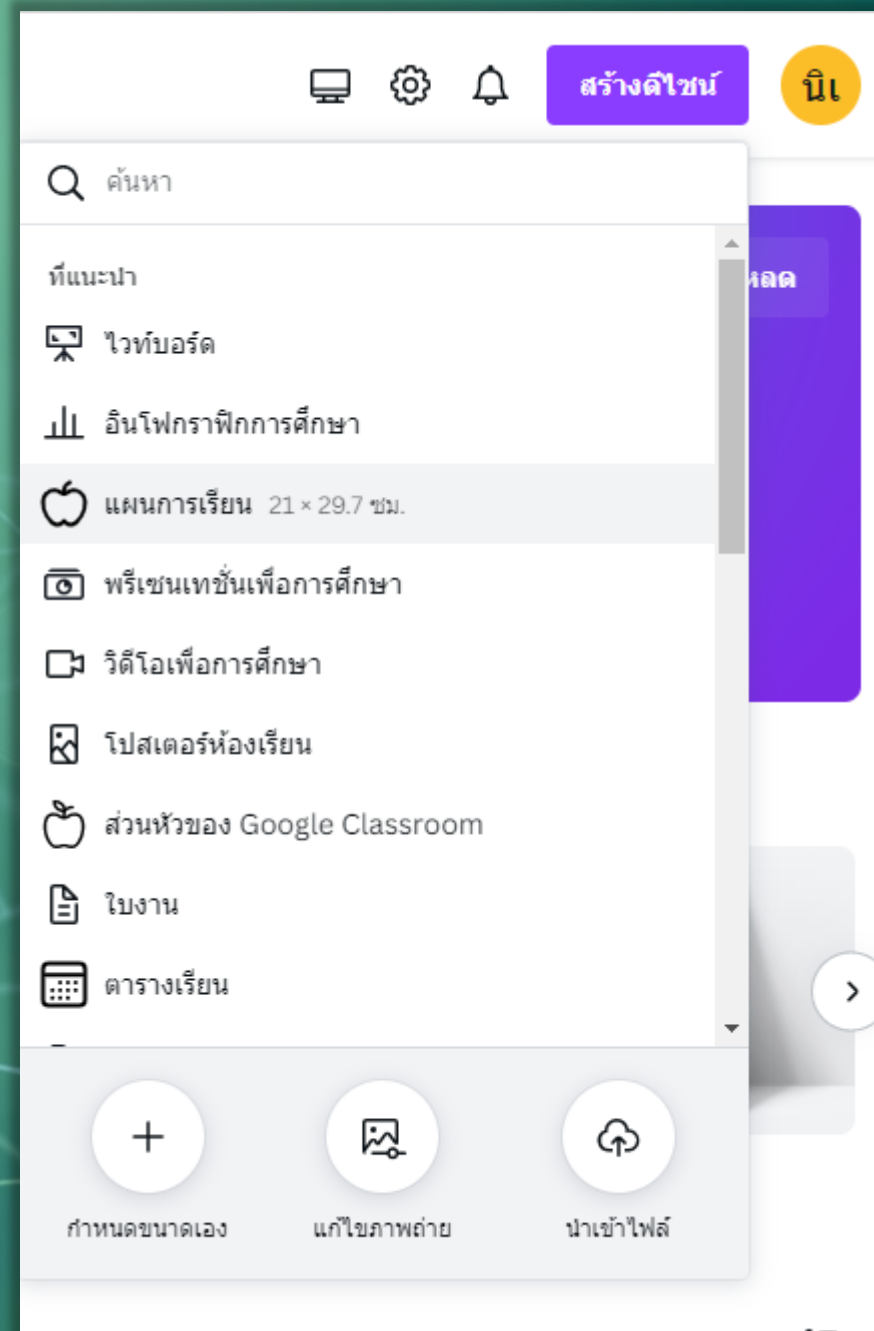 สร้างดีไซน์
นิเ
ค้นหา
ที่แนะนำ
ไวท์บอร์ด
อินโฟกราฟิกการศึกษา
แผนการเรียน 21 × 29.7 ซม.
พรีเซนเทชั่นเพื่อการศึกษา
วิดีโอเพื่อการศึกษา
โปสเตอร์ห้องเรียน
ส่วนหัวของ Google Classroom
ใบงาน
ตารางเรียน
กำหนดขนาดเอง
แก้ไขภาพถ่าย
นำเข้าไฟล์